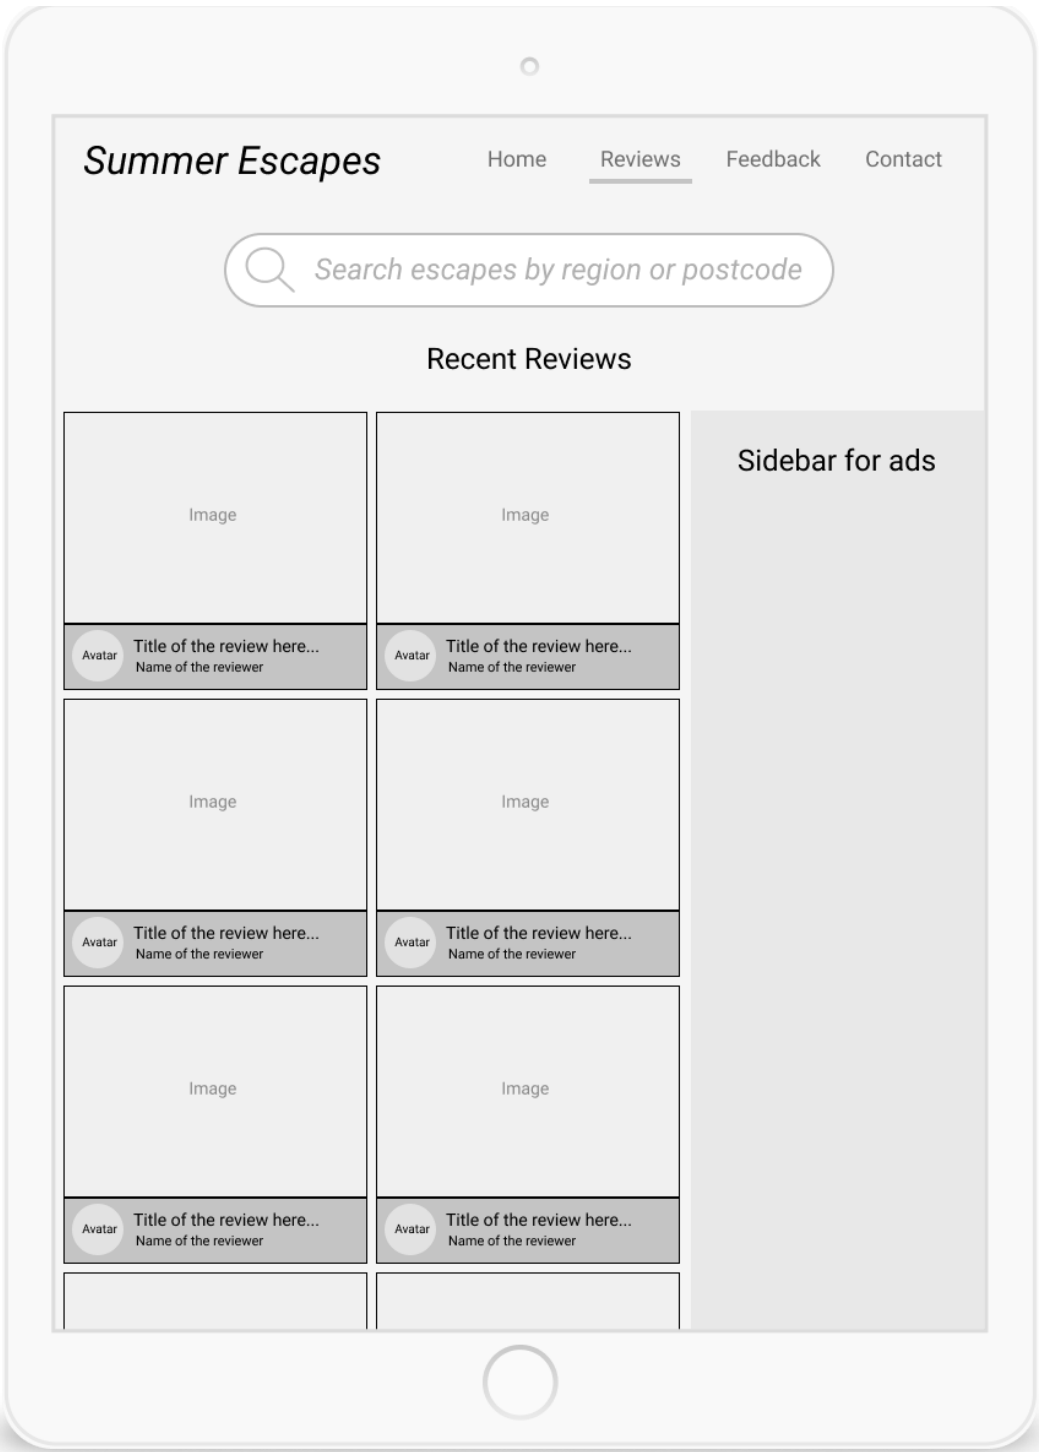 Summer Escapes
Home Reviews Feedback Contact
Search escapes by region or postcode
Recent Reviews
Sidebar for ads
Image
Image
Avatar
Title of the review here...
Name of the reviewer
Avatar
Title of the review here...
Name of the reviewer
Image
Image
Avatar
Title of the review here...
Name of the reviewer
Avatar
Title of the review here...
Name of the reviewer
Image
Image
Avatar
Title of the review here...
Name of the reviewer
Avatar
Title of the review here...
Name of the reviewer